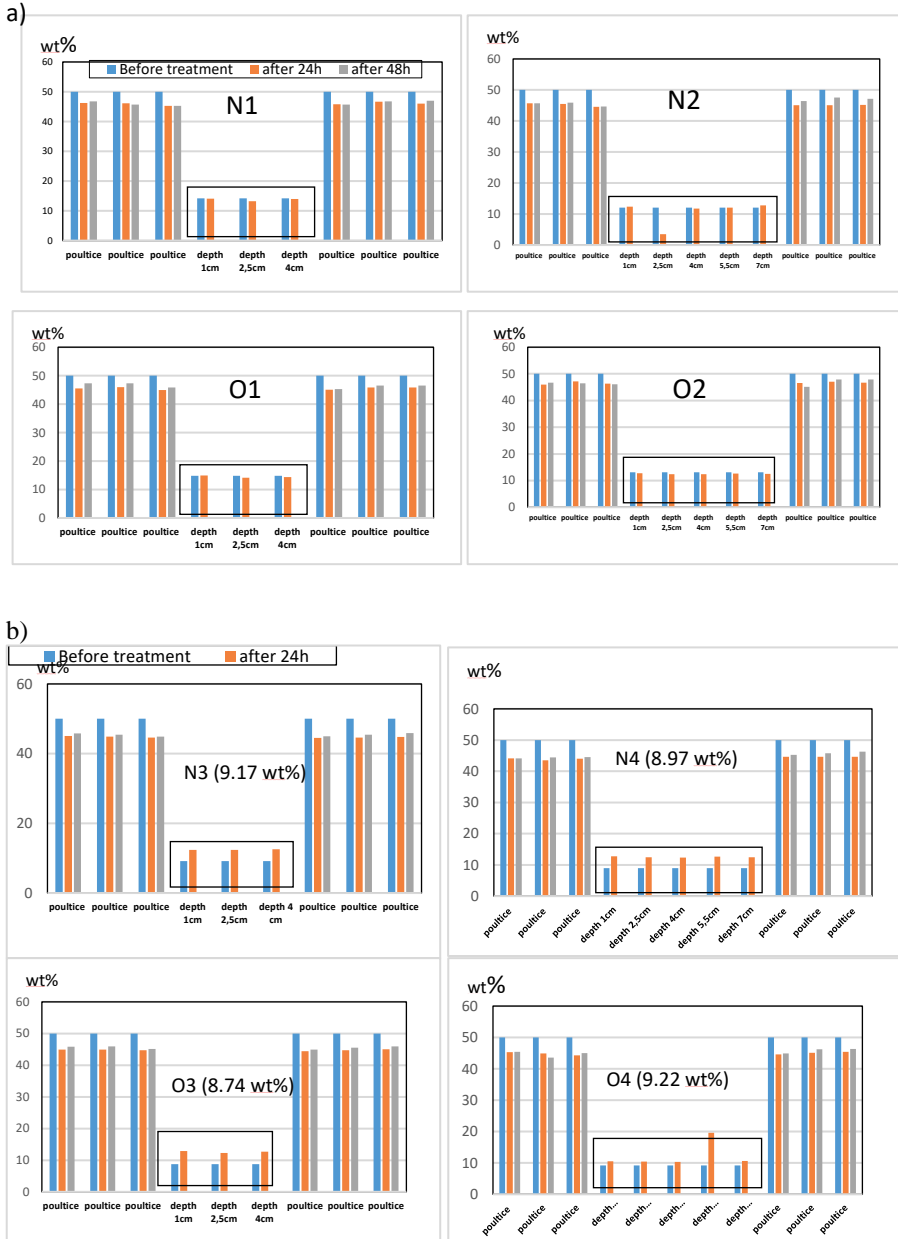 a)
wt%
Before treatment after 24h after 48h
N1
60
50
40
30
20
10
0
poultice poultice poultice depth 1cm depth 2,5cm depth 4cm poultice poultice poultice
wt%
N2
60
50
40
30
20
10
0
poultice poultice poultice depth 1cm depth 2,5cm depth 4cm depth 5,5cm depth 7cm poultice poultice poultice
wt%
O1
60
50
40
30
20
10
0
poultice poultice poultice depth 1cm depth 2,5cm depth 4cm poultice poultice poultice
wt%
O2
60
50
40
30
20
10
0
poultice poultice poultice depth 1cm depth 2,5cm depth 4cm depth 5,5cm depth 7cm poultice poultice poultice
b)
Before treatment after 24h
wt%
N3 (9.17 wt%)
60
40
20
0
poultice poultice poultice depth 1cm depth 2,5cm depth 4 cm poultice poultice poultice
wt%
N4 (8.97 wt%)
60
50
40
30
20
10
0
poultice poultice poultice depth 1cm depth 2,5cm depth 4cm depth 5,5cm depth 7cm poultice poultice poultice
wt%
O3 (8.74 wt%)
60
50
40
30
20
10
0
poultice poultice poultice depth 1cm depth 2,5cm depth 4cm poultice poultice poultice
wt%
O4 (9.22 wt%)
60
50
40
30
20
10
0
poultice poultice poultice depth... depth... depth... depth... depth... poultice poultice poultice